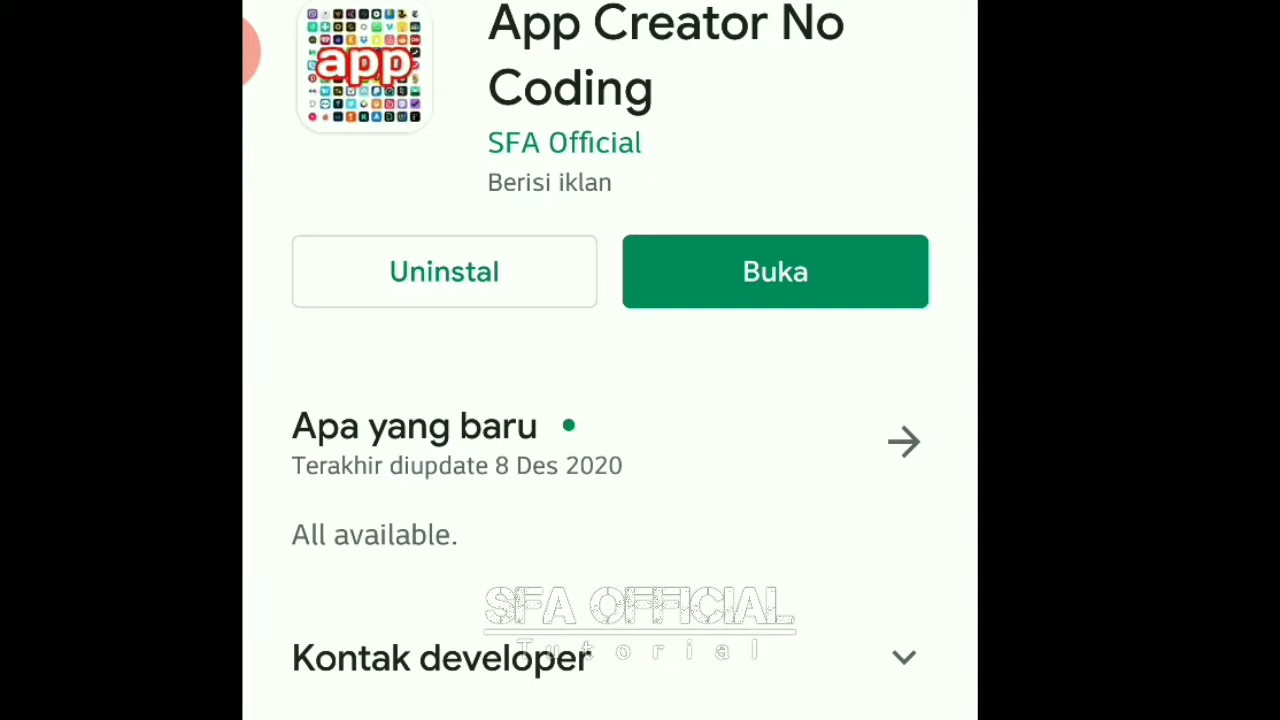 App Creator No
Coding
app
SFA Official
Berisi iklan
Uninstal
Buka
Apa yang baru
Terakhir diupdate 8 Des 2020
All available.
SFA OFFICIAL
Tutorial
Kontak developer